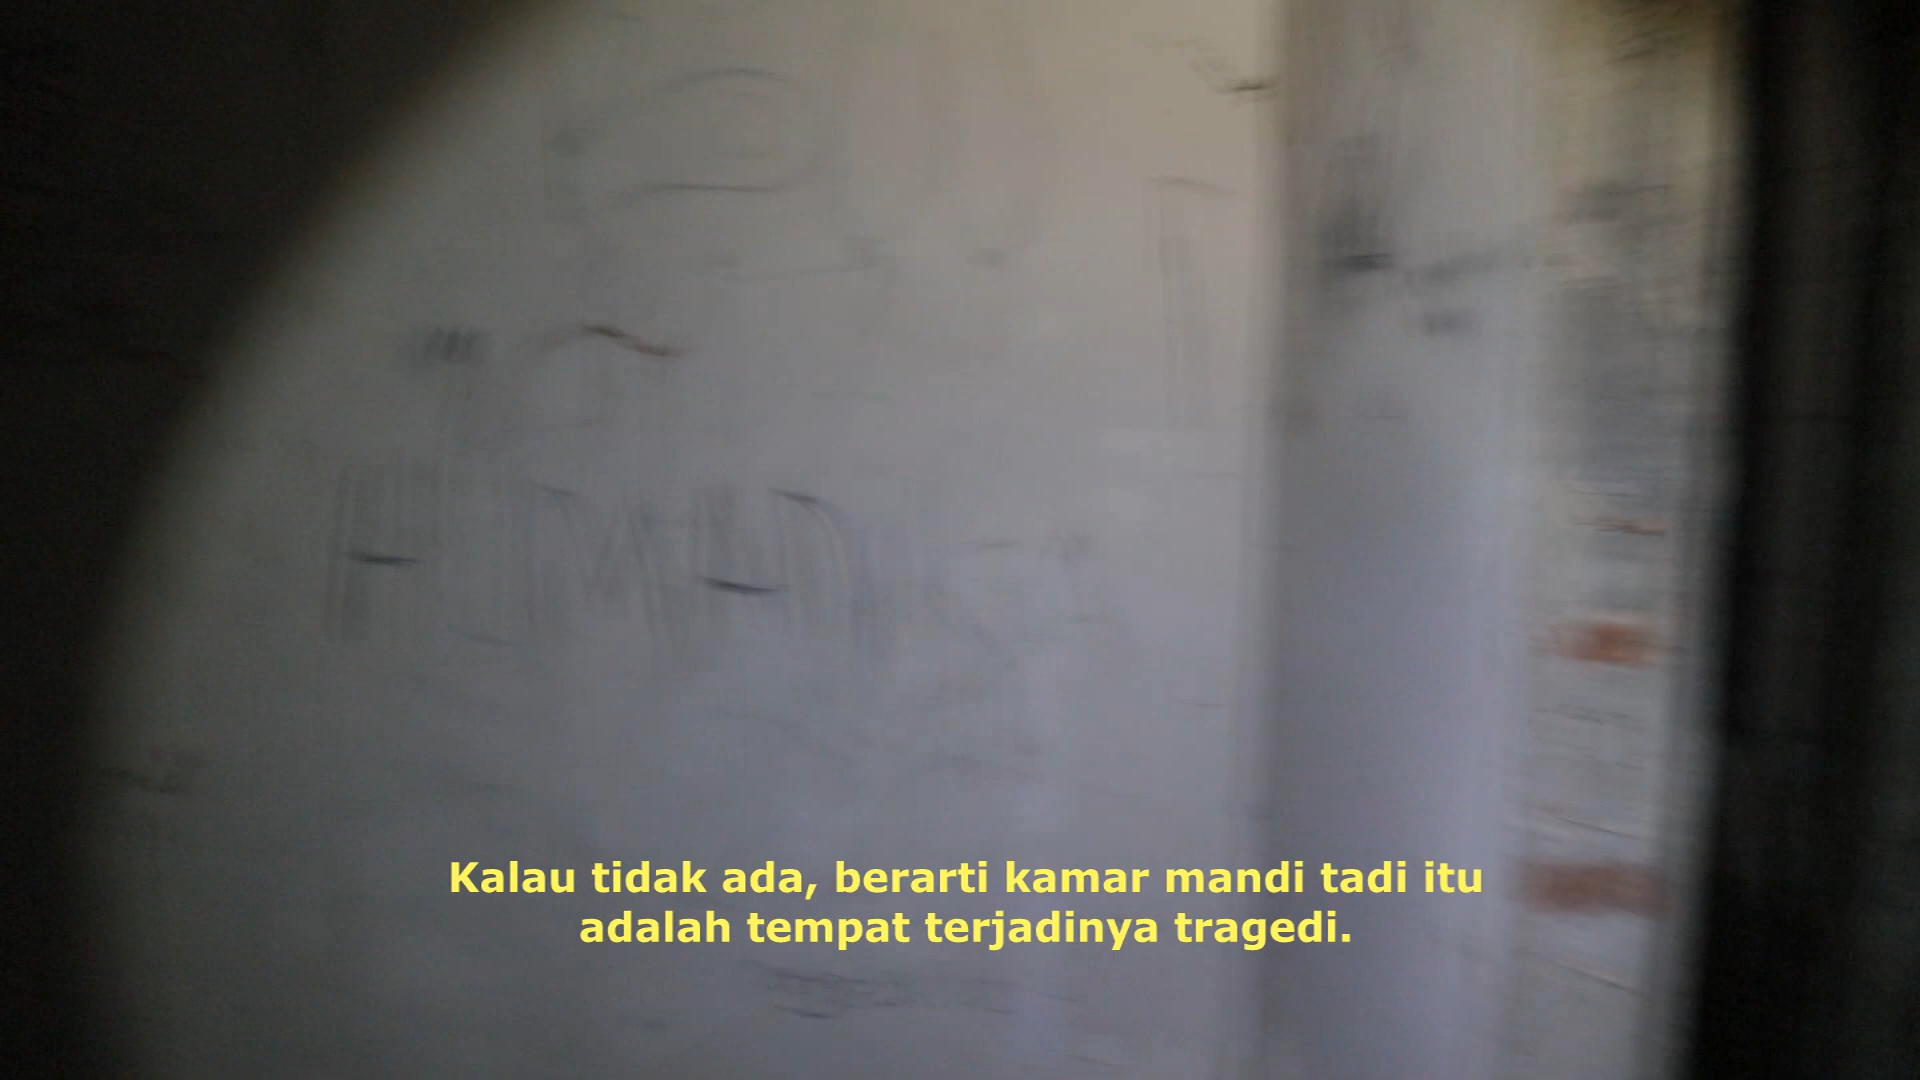 Kalau tidak ada, berarti kamar mandi tadi itu
adalah tempat terjadinya tragedi.